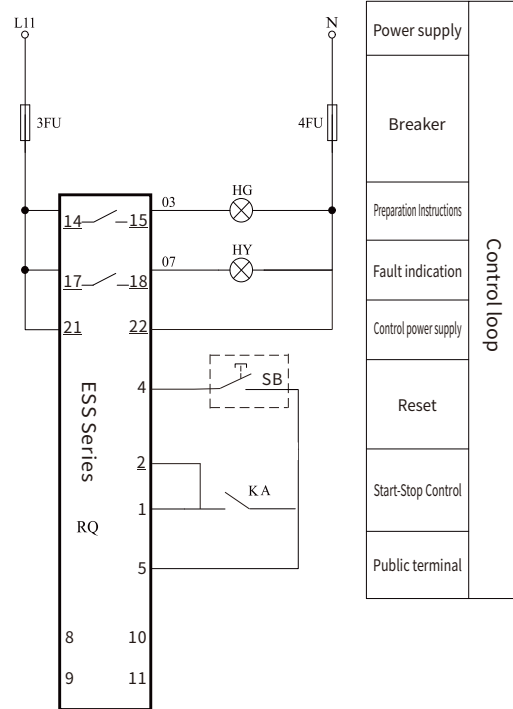 L11
N
Power supply
3FU
4FU
Breaker
03
HG
14
15
Preparation Instructions
07
HY
17
18
Fault indication
21
22
Control power supply
Control loop
4
SB
Reset
ESS Series
2
1
KA
Start-Stop Control
RQ
5
Public terminal
8
10
9
11